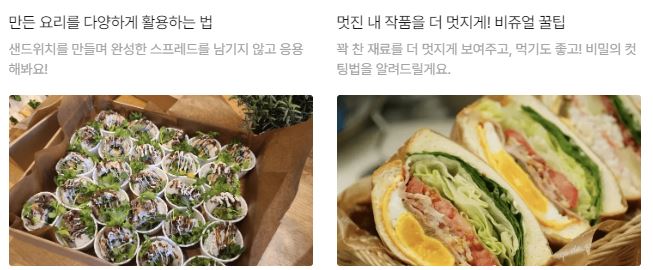 만든 요리를 다양하게 활용하는 법
샌드위치를 만들며 완성한 스프레드를 남기지 않고 응용
해봐요!
멋진 내 작품을 더 멋지게! 비쥬얼 꿀팁
꽉 찬 재료를 더 멋지게 보여주고, 먹기도 좋고! 비밀의 컷
팅법을 알려드릴게요.